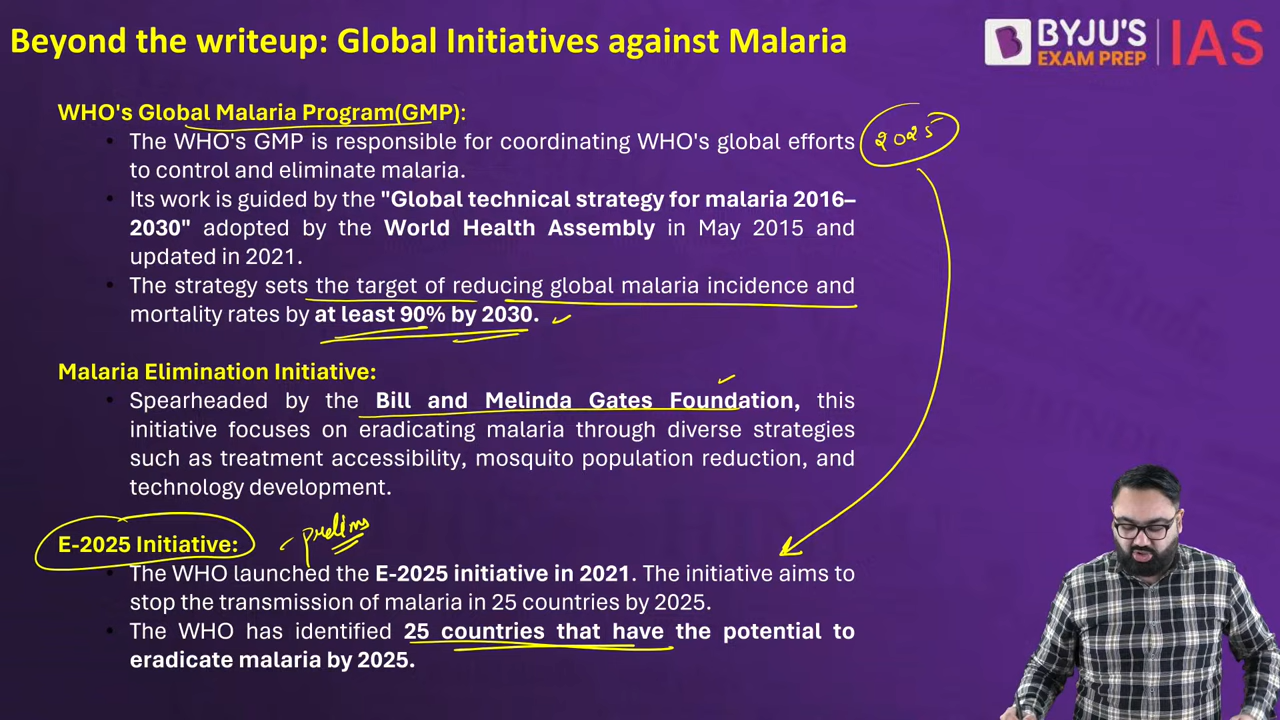 Beyond the writeup: Global Initiatives against Malaria
BYJU'S
EXAM PREP
IAS
WHO's Global Malaria Program(GMP):
• The WHO's GMP is responsible for coordinating WHO's global efforts
to control and eliminate malaria.
2025
• Its work is guided by the "Global technical strategy for malaria 2016–
2030" adopted by the World Health Assembly in May 2015 and
updated in 2021.
• The strategy sets the target of reducing global malaria incidence and
mortality rates by at least 90% by 2030.
Malaria Elimination Initiative:
• Spearheaded by the Bill and Melinda Gates Foundation, this
initiative focuses on eradicating malaria through diverse strategies
such as treatment accessibility, mosquito population reduction, and
technology development.
E-2025 Initiative:
prelims
• The WHO launched the E-2025 initiative in 2021. The initiative aims to
stop the transmission of malaria in 25 countries by 2025.
• The WHO has identified 25 countries that have the potential to
eradicate malaria by 2025.